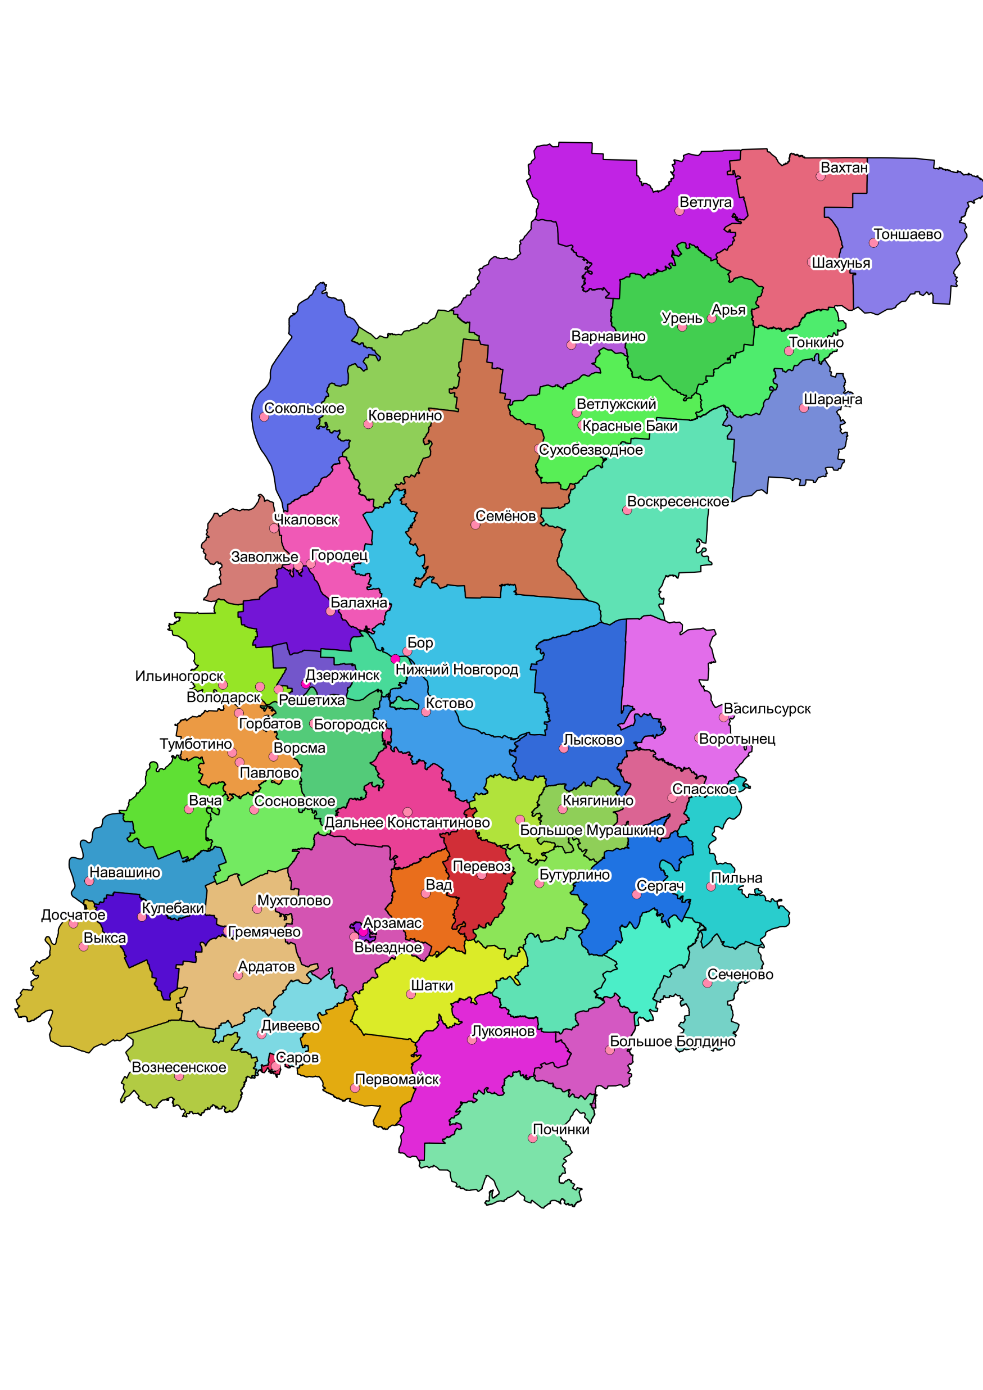 Вахтан
Ветлуга
Тоншаево
Шахунья
Арья
Урень
Варнавино
Тонкино
Шаранга
Ветлужский
Сокольское
Ковернино
Красные Баки
Сухобезводное
Воскресенское
Семёнов
Чкаловск
Заволжье
Городец
Балахна
Бор
Нижний Новгород
Ильиногорск
Дзержинск
Володарск
Решетиха
Кстово
Васильсурск
Горбатов
Богородск
Тумботино
Ворсма
Лысково
Воротынец
Павлово
Спасское
Вача
Сосновское
Княгинино
Дальнее Константиново
Большое Мурашкино
Перевоз
Навашино
Бутурлино
Пильна
Вад
Сергач
Мухтолово
Досчатое
Кулебаки
Арзамас
Гремячево
Выкса
Выездное
Ардатов
Сеченово
Шатки
Дивеево
Лукоянов
Большое Болдино
Саров
Вознесенское
Первомайск
Починки